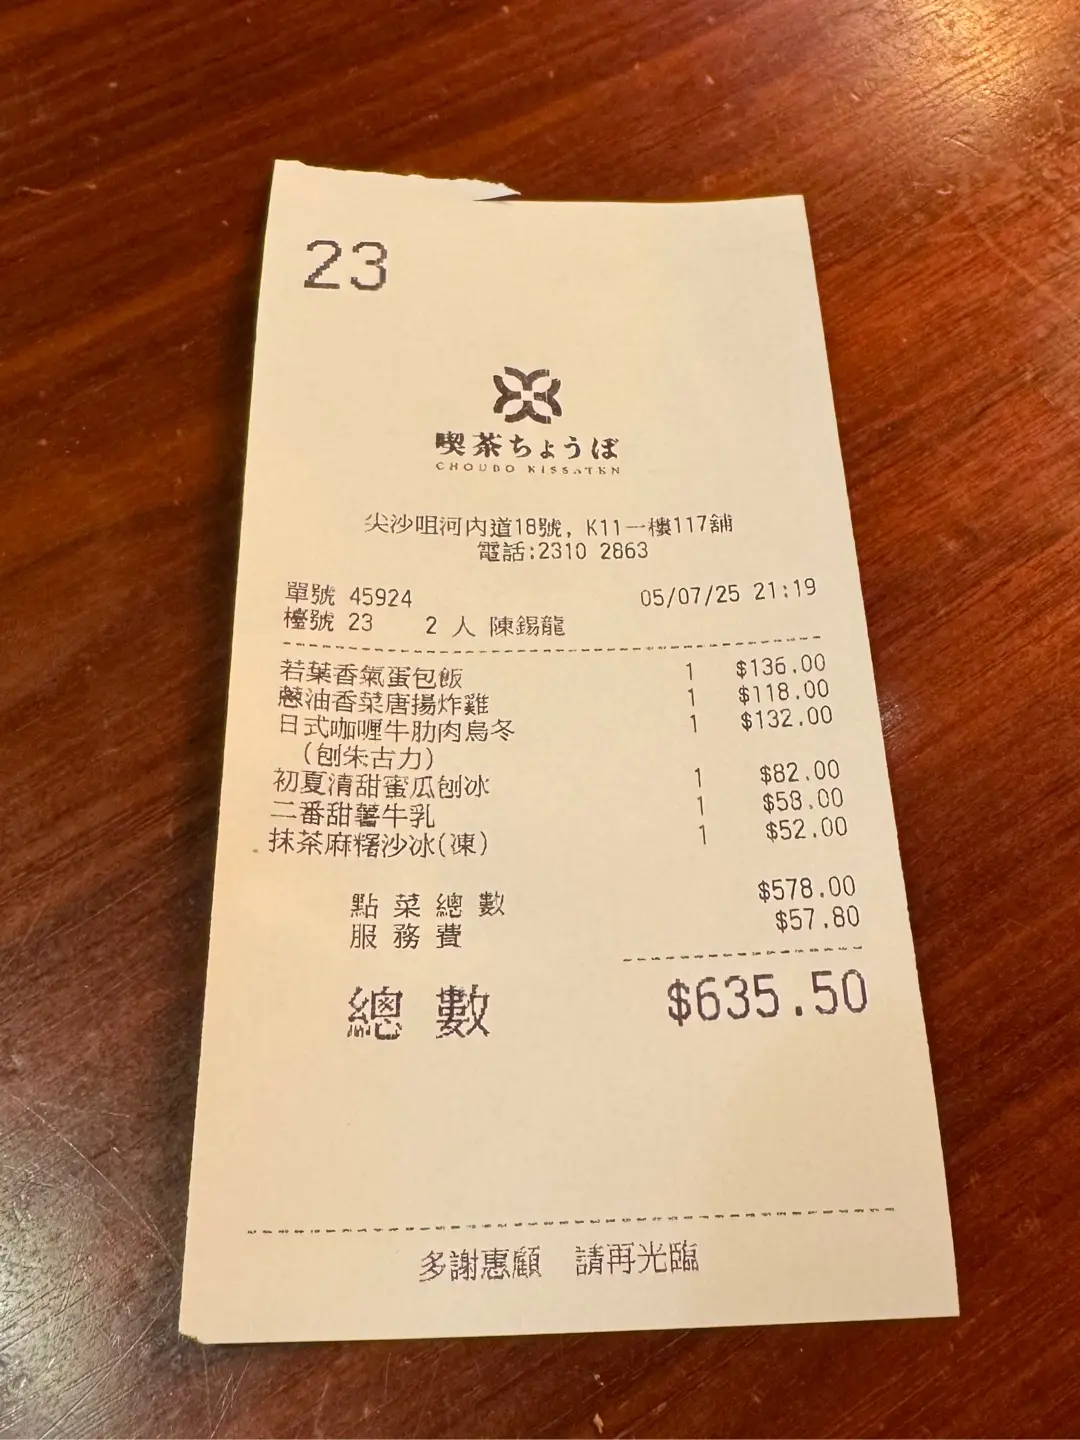 23
喫茶ちょうぼ
CHOUBO KISSATEN
尖沙咀河內道18號, K11一樓117舖
電話:2310 2863
單號 45924 05/07/25 21:19
檯號 23 2 人 陳錫龍
若葉香氣蛋包飯 1 $136.00
蔥油香菜唐揚炸雞 1 $118.00
日式咖喱牛肋肉烏冬 1 $132.00
(刨朱古力)
初夏清甜蜜瓜刨冰 1 $82.00
二番甜薯牛乳 1 $58.00
抹茶麻糬沙冰(凍) 1 $52.00
點菜總數 $578.00
服務費 $57.80
總數 $635.50
多謝惠顧 請再光臨